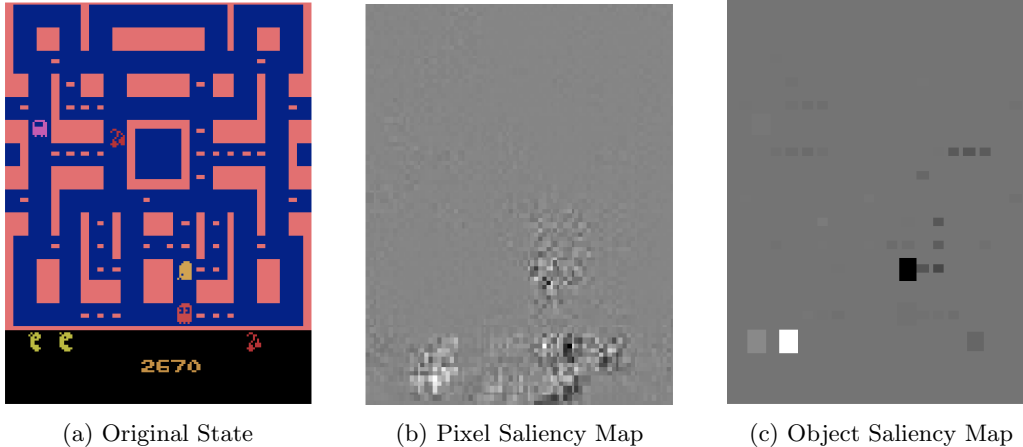 2670
(a) Original State
(b) Pixel Saliency Map
(c) Object Saliency Map